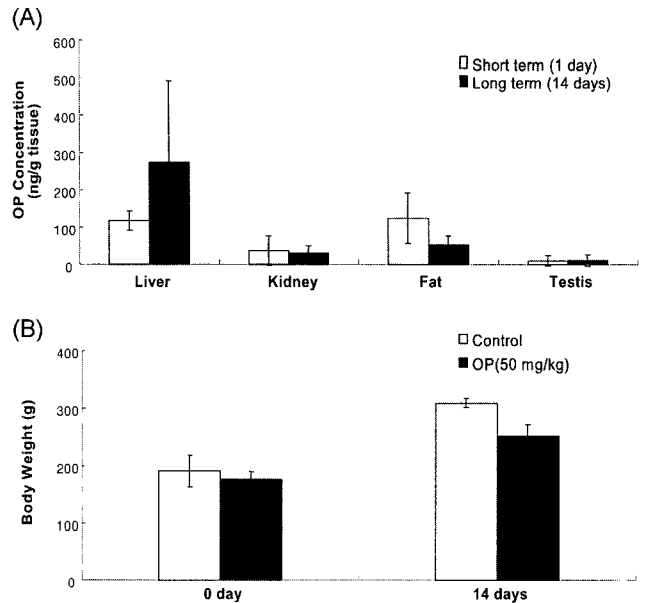 (A)
600
500
400
300
200
100
0
OP Concentration
(ng/g tissue)
Short term (1 day)
Long term (14 days)
Liver Kidney Fat Testis
(B)
400
300
200
100
0
Body Weight (g)
Control
OP(50 mg/kg)
0 day 14 days